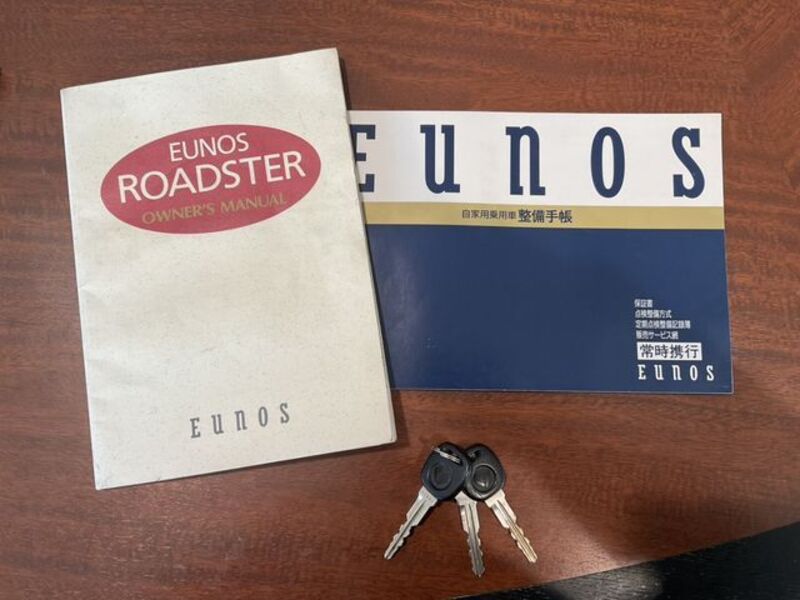 EUNOS
ROADSTER
OWNER'S MANUAL
EUNOS
EUNOS
自家用乗用車 整備手帳
保証書
点検整備方式
定期点検整備記録簿
販売サービス網
常時携行
EUNOS